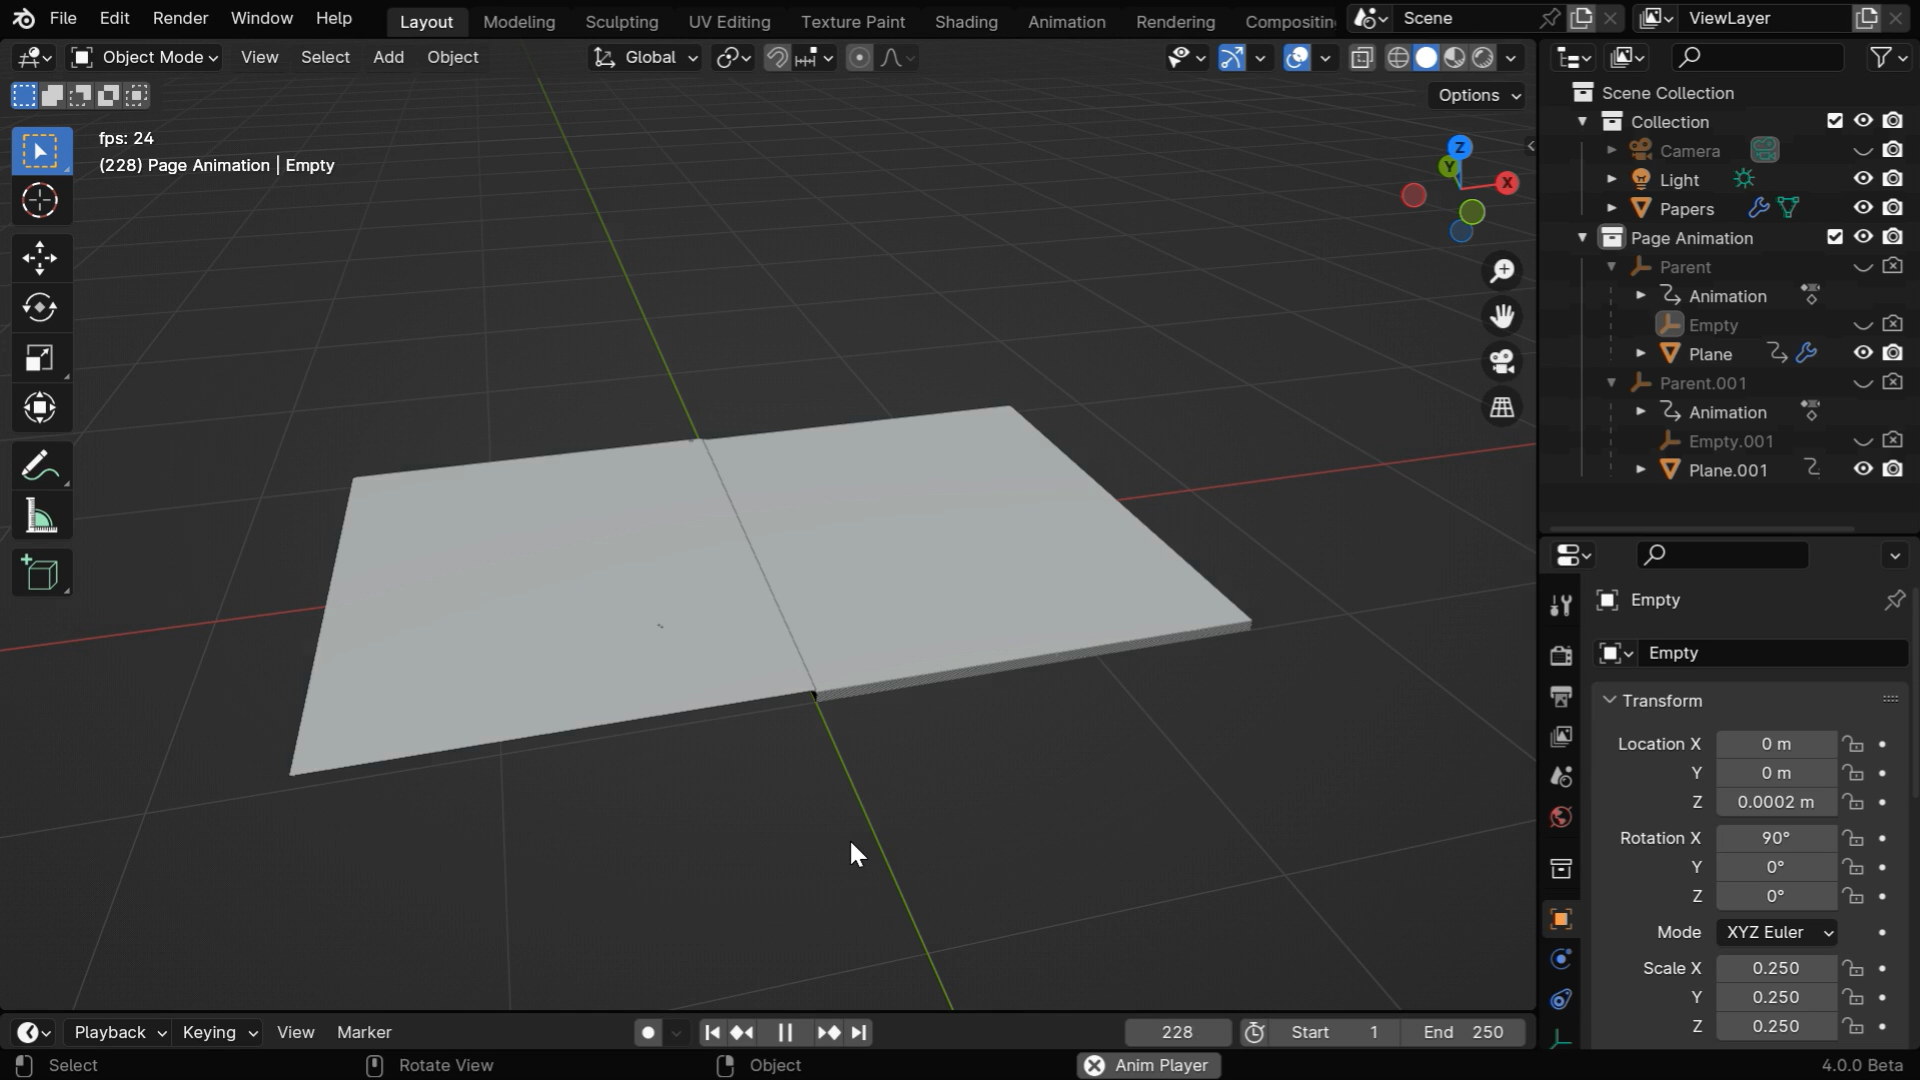 File Edit Render Window Help
Layout Modeling Sculpting UV Editing Texture Paint Shading Animation Rendering Compositin
Scene
ViewLayer
Object Mode View Select Add Object
Global
Options
fps: 24
(228) Page Animation | Empty
Z
Y
X
Scene Collection
Collection
Camera
Light
Papers
Page Animation
Parent
Animation
Empty
Plane
Parent.001
Animation
Empty.001
Plane.001
Empty
Empty
Transform
Location X 0 m
Y 0 m
Z 0.0002 m
Rotation X 90°
Y 0°
Z 0°
Mode XYZ Euler
Scale X 0.250
Y 0.250
Z 0.250
Playback Keying View Marker
228 Start 1 End 250
Select Rotate View Object Anim Player 4.0.0 Beta